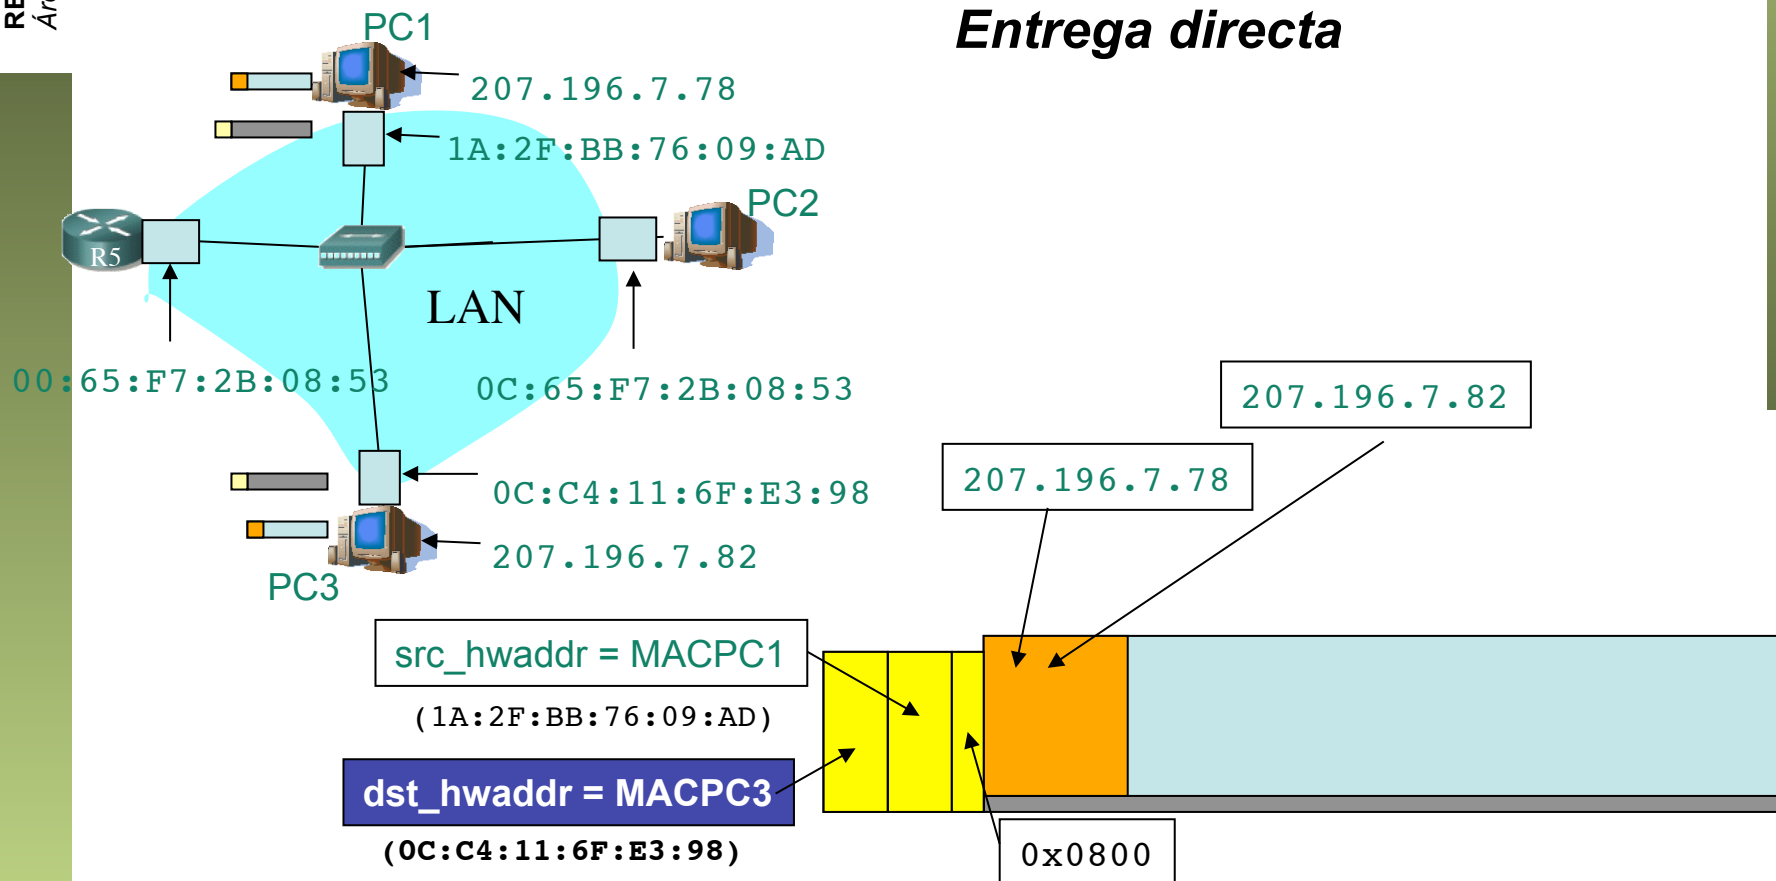 Entrega directa
PC1
207.196.7.78
1A:2F:BB:76:09:AD
PC2
R5
LAN
00:65:F7:2B:08:53
0C:65:F7:2B:08:53
207.196.7.82
207.196.7.78
0C:C4:11:6F:E3:98
207.196.7.82
PC3
src_hwaddr = MACPC1
(1A:2F:BB:76:09:AD)
dst_hwaddr = MACPC3
(0C:C4:11:6F:E3:98)
0x0800